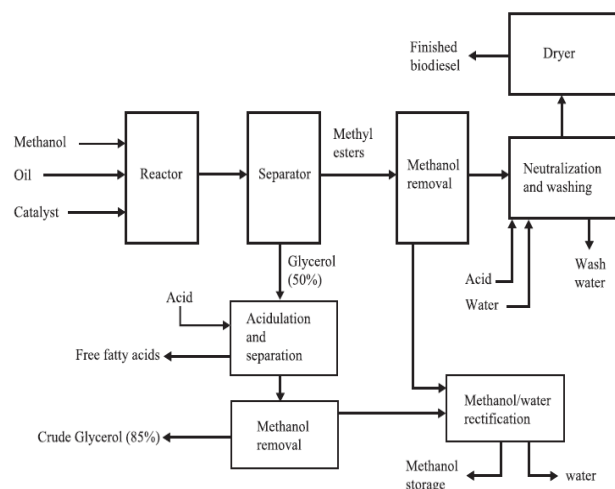 Finished
biodiesel
Dryer
Methanol
Oil
Catalyst
Reactor
Separator
Methyl
esters
Methanol
removal
Neutralization
and washing
Glycerol
(50%)
Acid
Water
Wash
water
Acid
Acidulation
and
separation
Free fatty acids
Methanol
removal
Crude Glycerol (85%)
Methanol/water
rectification
Methanol
storage
water